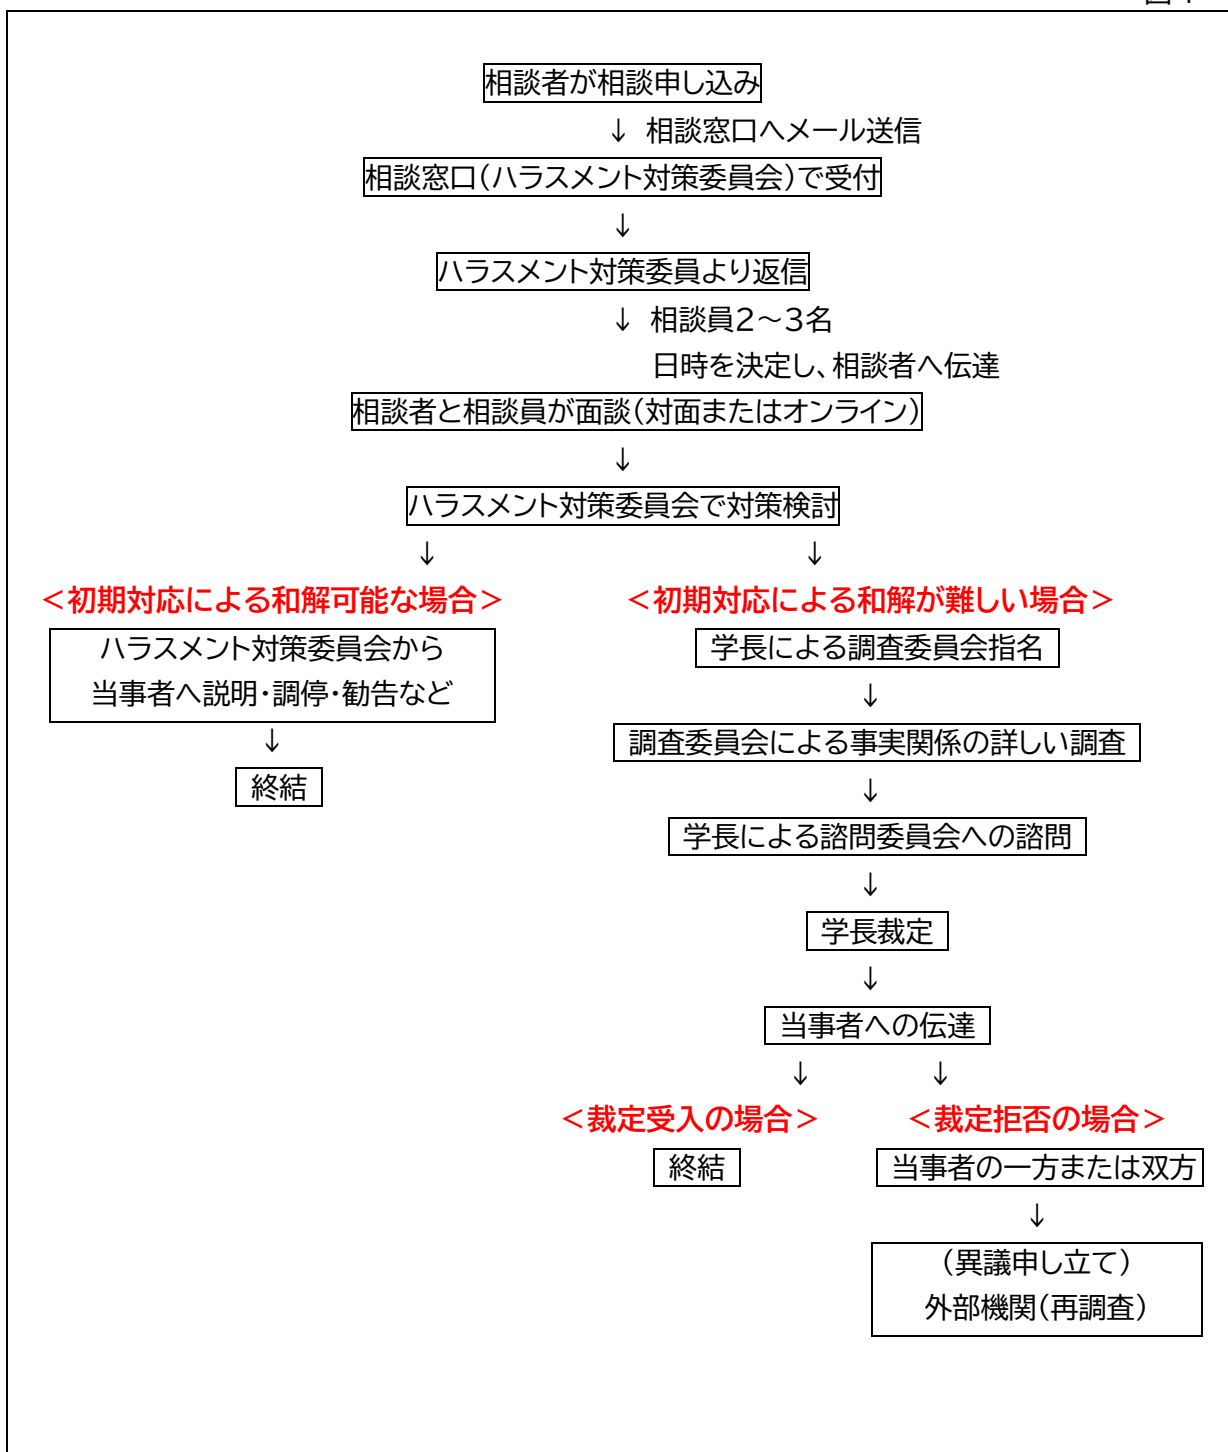 相談者が相談申し込み
↓ 相談窓口へメール送信
相談窓口(ハラスメント対策委員会)で受付
↓
ハラスメント対策委員より返信
↓ 相談員2～3名
日時を決定し、相談者へ伝達
相談者と相談員が面談(対面またはオンライン)
↓
ハラスメント対策委員会で対策検討
↓ ↓
＜初期対応による和解可能な場合＞ ＜初期対応による和解が難しい場合＞
ハラスメント対策委員会から
当事者へ説明・調停・勧告など
↓
終結
学長による調査委員会指名
↓
調査委員会による事実関係の詳しい調査
↓
学長による諮問委員会への諮問
↓
学長裁定
↓
当事者への伝達
↓ ↓
＜裁定受入の場合＞ ＜裁定拒否の場合＞
終結 当事者の一方または双方
↓
(異議申し立て)
外部機関(再調査)